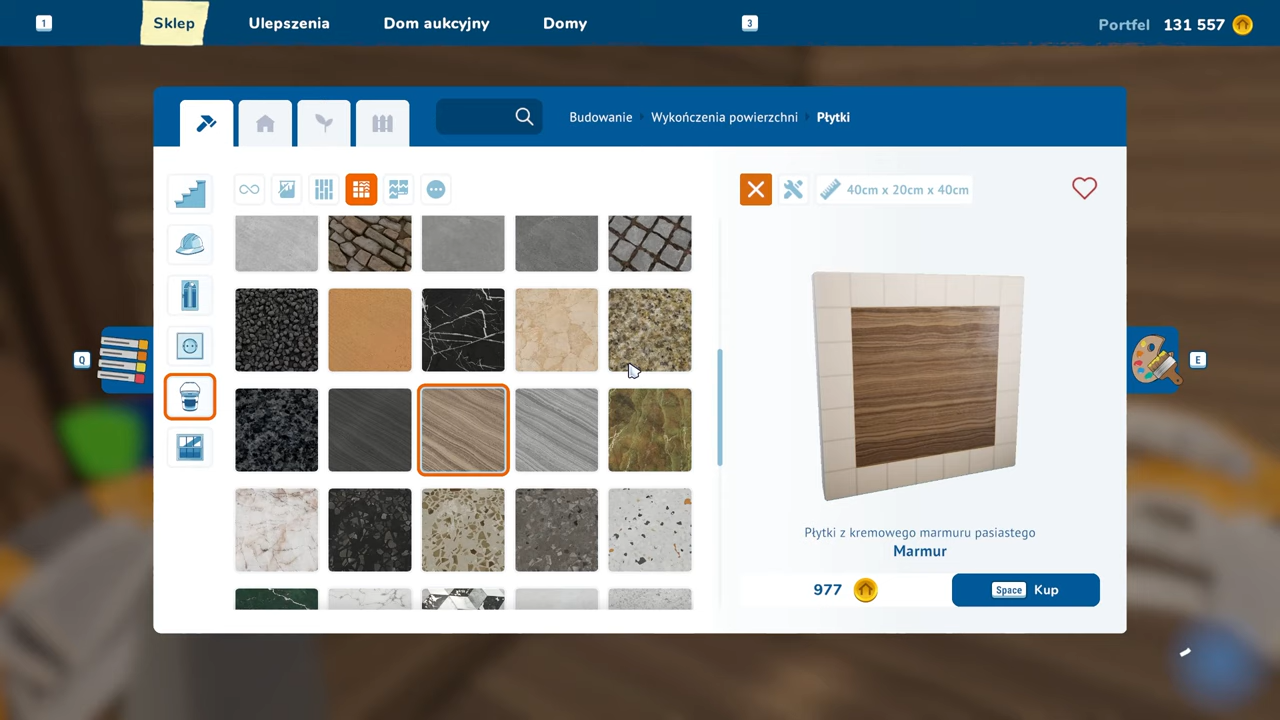 1
Sklep
Ulepszenia
Dom aukcyjny
Domy
3
Portfel 131 557
Budowanie Wykończenia powierzchni Płytki
40cm x 20cm x 40cm
Q
E
Płytki z kremowego marmuru pasiastego
Marmur
977
Space Kup